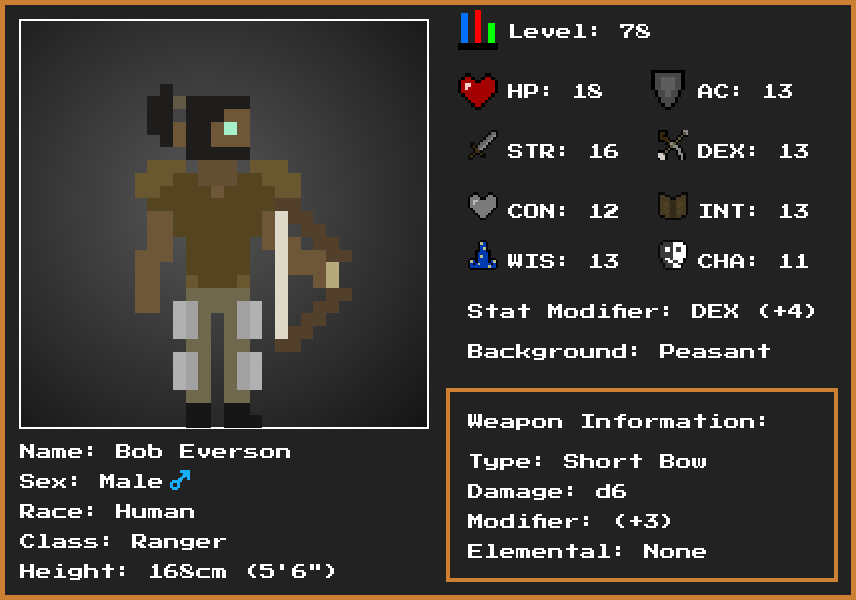 Level: 78
HP: 18 AC: 13
STR: 16 DEX: 13
CON: 12 INT: 13
WIS: 13 CHA: 11
Stat Modifier: DEX (+4)
Background: Peasant
Weapon Information:
Type: Short Bow
Damage: d6
Modifier: (+3)
Elemental: None
Name: Bob Everson
Sex: Male♂
Race: Human
Class: Ranger
Height: 168cm (5'6")